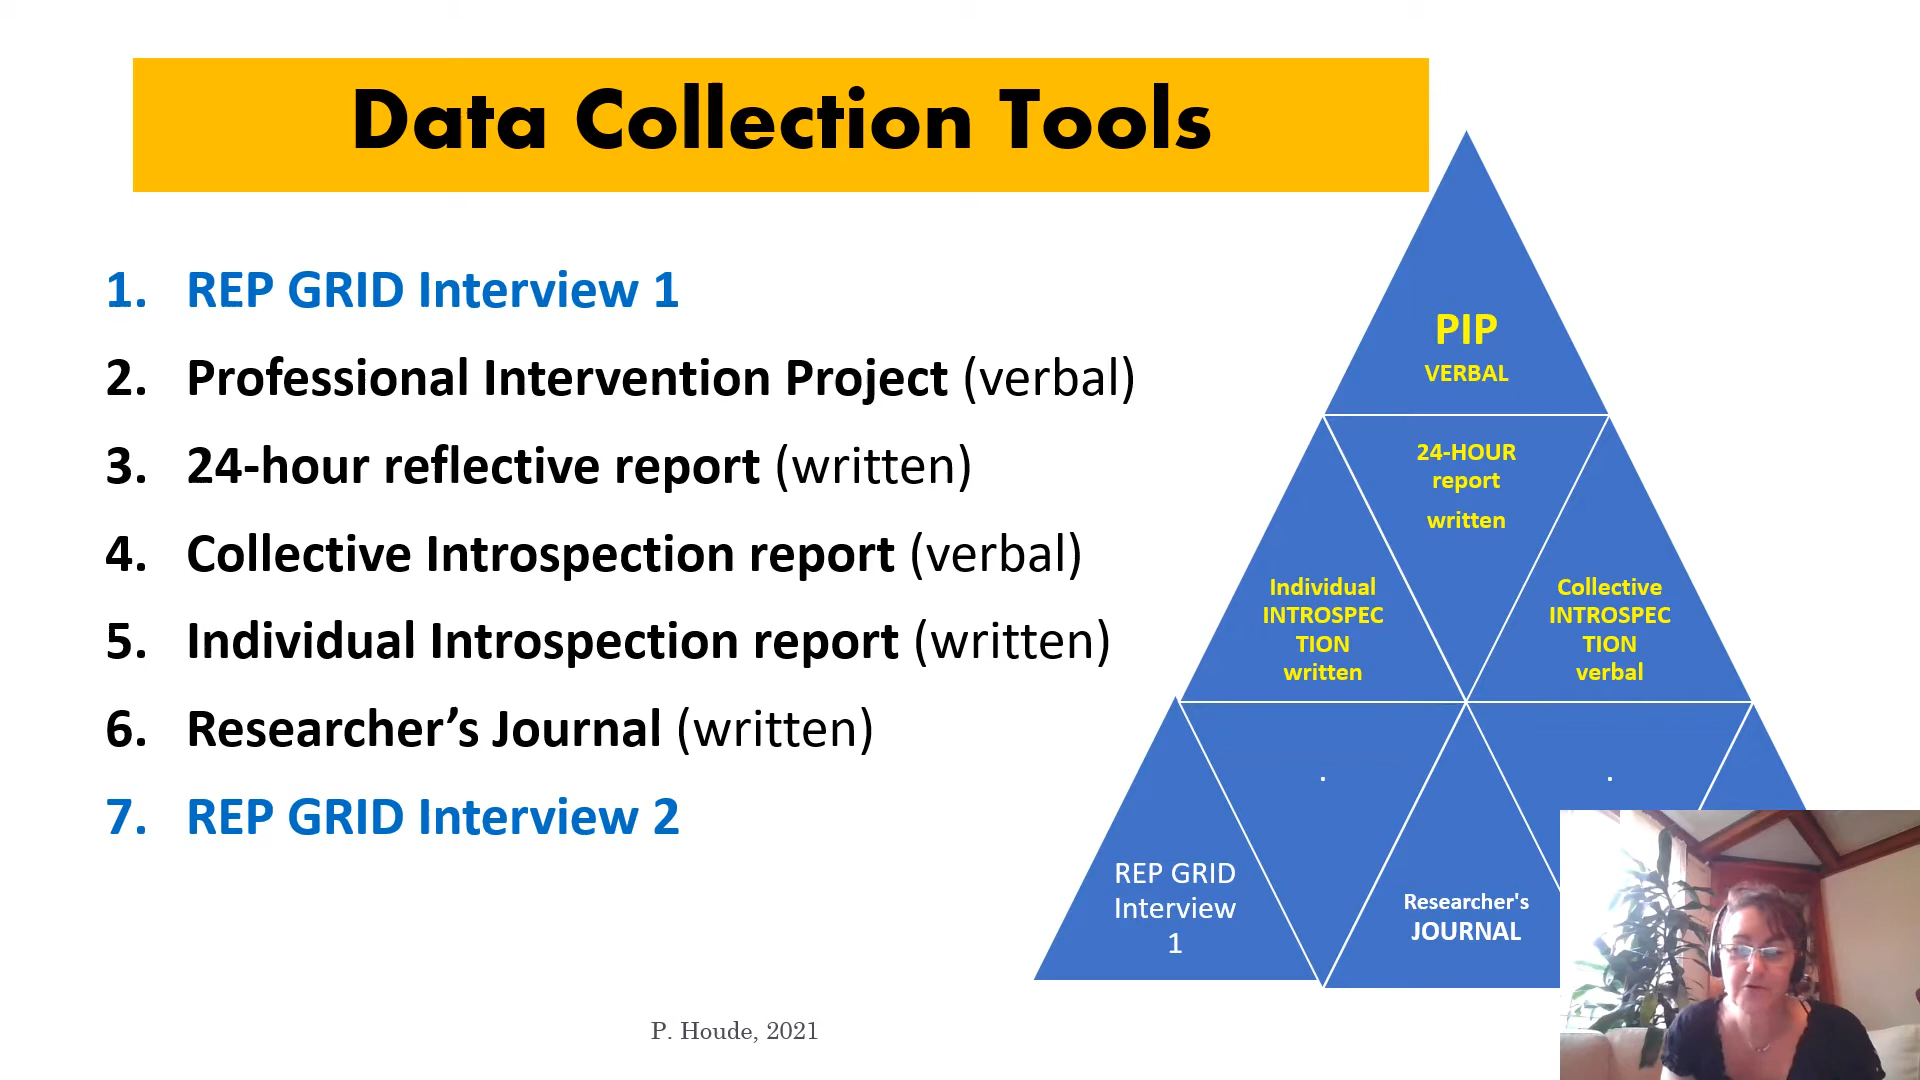 Data Collection Tools
1. REP GRID Interview 1
2. Professional Intervention Project (verbal)
3. 24-hour reflective report (written)
4. Collective Introspection report (verbal)
5. Individual Introspection report (written)
6. Researcher’s Journal (written)
7. REP GRID Interview 2
PIP
VERBAL
24-HOUR
report
written
Individual
INTROSPEC
TION
written
Collective
INTROSPEC
TION
verbal
.
.
REP GRID
Interview
1
Researcher's
JOURNAL
P. Houde, 2021